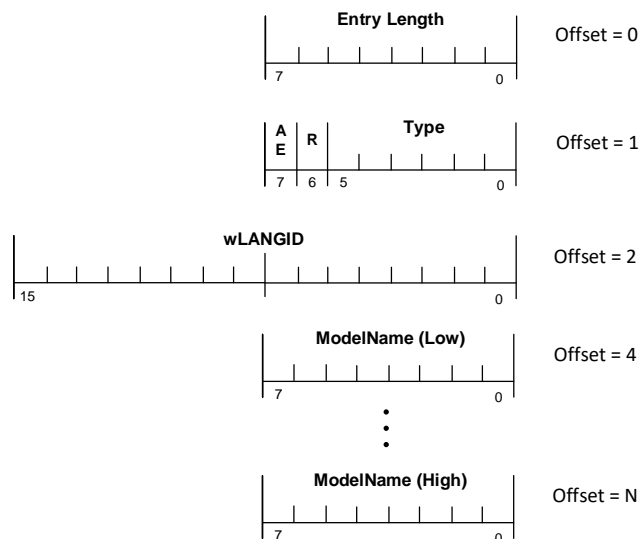 Entry Length
Offset = 0
7 0
A
E
R
Type
Offset = 1
7 6 5 0
wLANGID
Offset = 2
15 0
ModelName (Low)
Offset = 4
7 0
ModelName (High)
Offset = N
7 0